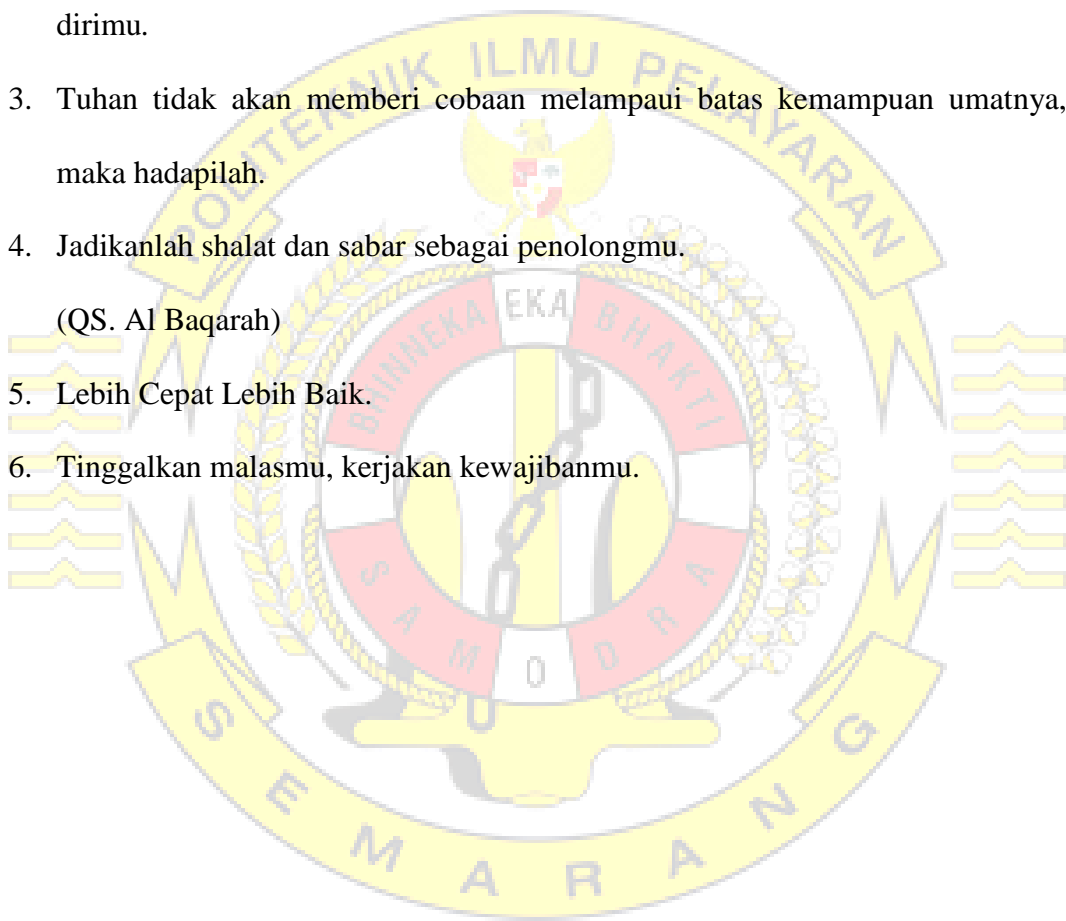 dirimu.
3. Tuhan tidak akan memberi cobaan melampaui batas kemampuan umatnya,
maka hadapilah.
4. Jadikanlah shalat dan sabar sebagai penolongmu.
(QS. Al Baqarah)
5. Lebih Cepat Lebih Baik.
6. Tinggalkan malasmu, kerjakan kewajibanmu.
POLITEKNIK ILMU PELAYARAN
BHINNEKA EKA BHAKTI
SAMODRA
SEMARANG